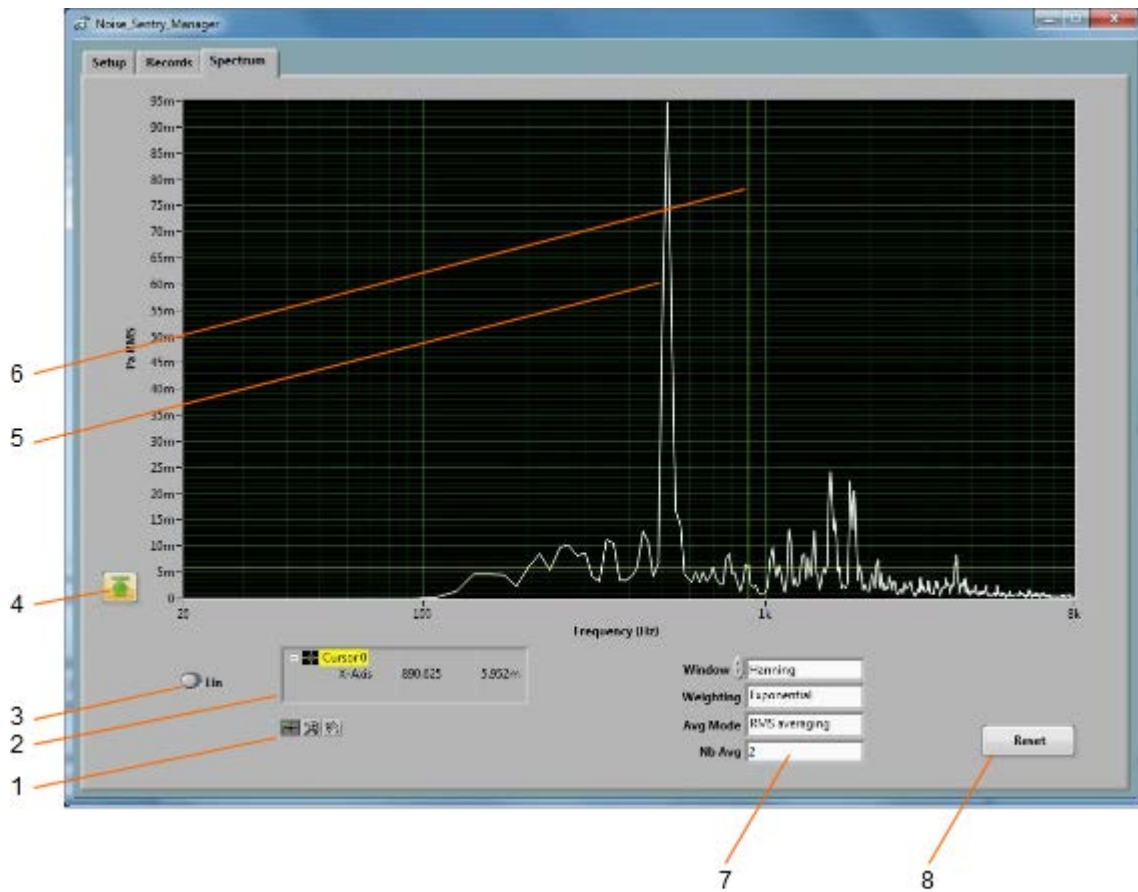 Noise_Sentry_Manager
Setup Records Spectrum
95m
90m
85m
80m
75m
70m
65m
60m
55m
50m
45m
40m
35m
30m
25m
20m
15m
10m
5m
0
Pa RMS
20 100 1k 8k
Frequency (Hz)
6
5
4
3
2
1
Lin
Cursor 0
X-Axis 890.625 5.952m
Window Hanning
Weighting Exponential
Avg Mode RMS averaging
Nb Avg 2
Reset
7 8